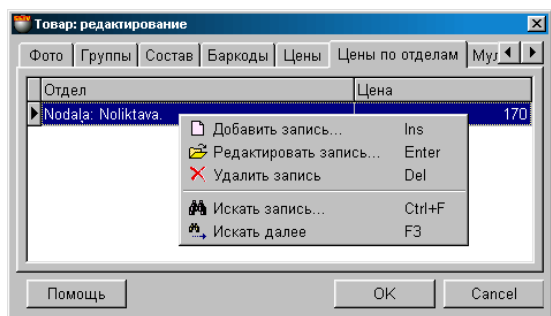 Товар: редактирование
Фото Группы Состав Баркоды Цены Цены по отделам Мул
Отдел Цена
Nodaļa: Noliktava. 170
Добавить запись... Ins
Редактировать запись... Enter
Удалить запись Del
Искать запись... Ctrl+F
Искать далее F3
Помощь OK Cancel